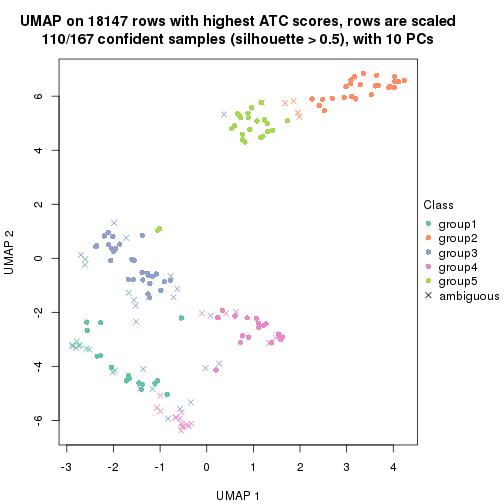 UMAP on 18147 rows with highest ATC scores, rows are scaled
110/167 confident samples (silhouette > 0.5), with 10 PCs
6
4
2
0
-2
-4
-6
UMAP 2
-3
-2
-1
0
1
2
3
4
UMAP 1
Class
group1
group2
group3
group4
group5
ambiguous